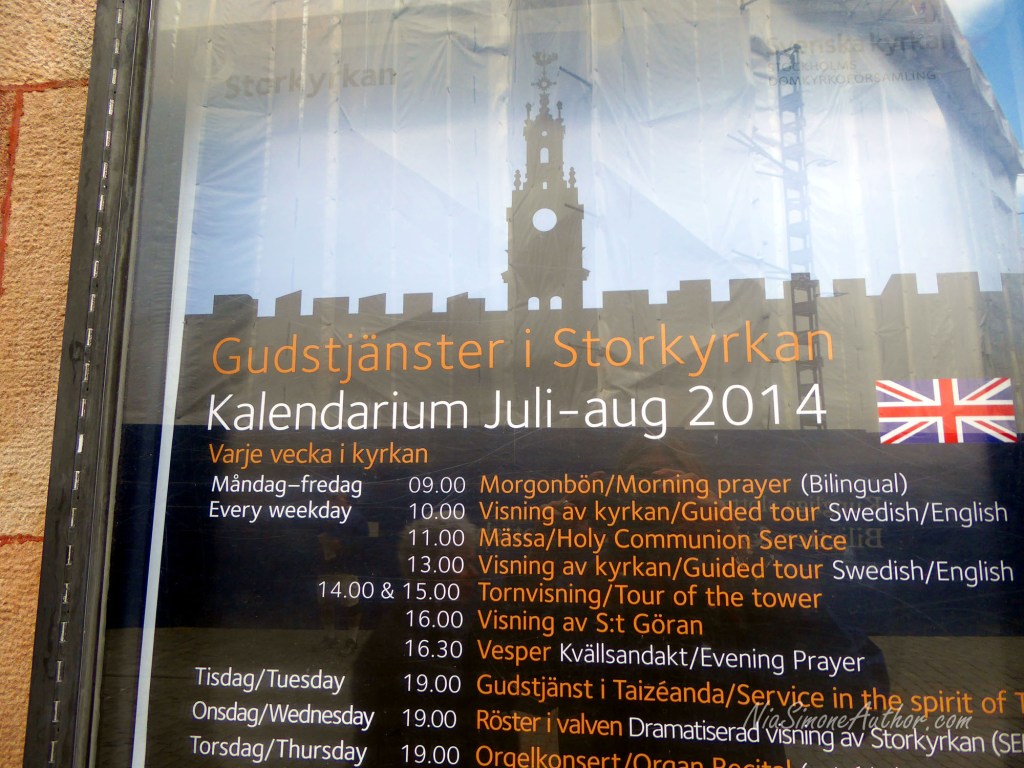 Storkyrkan
Svenska kyrkan
STOCKHOLMS
DOMKYRKOFÖRSAMLING
Gudstjänster i Storkyrkan
Kalendarium Juli-aug 2014
Varje vecka i kyrkan
Måndag–fredag 09.00 Morgonbön/Morning prayer (Bilingual)
Every weekday 10.00 Visning av kyrkan/Guided tour Swedish/English
11.00 Mässa/Holy Communion Service
13.00 Visning av kyrkan/Guided tour Swedish/English
14.00 & 15.00 Tornvisning/Tour of the tower
16.00 Visning av S:t Göran
16.30 Vesper Kvällsandakt/Evening Prayer
Tisdag/Tuesday 19.00 Gudstjänst i Taizéanda/Service in the spirit of
Onsdag/Wednesday 19.00 Röster i valven Dramatiserad visning av Storkyrkan
Torsdag/Thursday 19.00 Orgelkonsert/Organ Recital
NiaSimoneAuthor.com